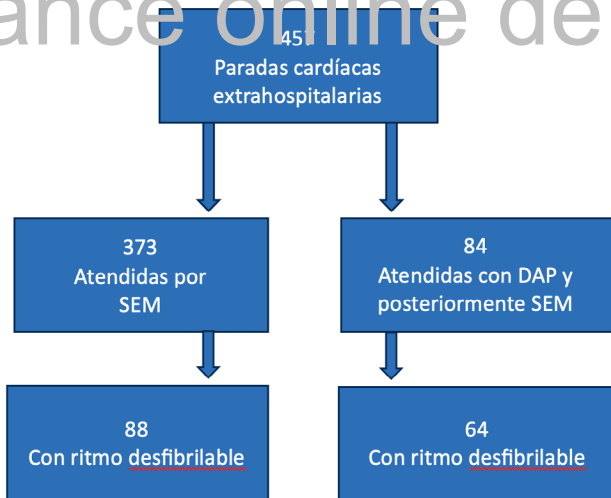 ance online de
457
Paradas cardíacas
extrahospitalarias
373
Atendidas por
SEM
84
Atendidas con DAP y
posteriormente SEM
88
Con ritmo desfibrilable
64
Con ritmo desfibrilable